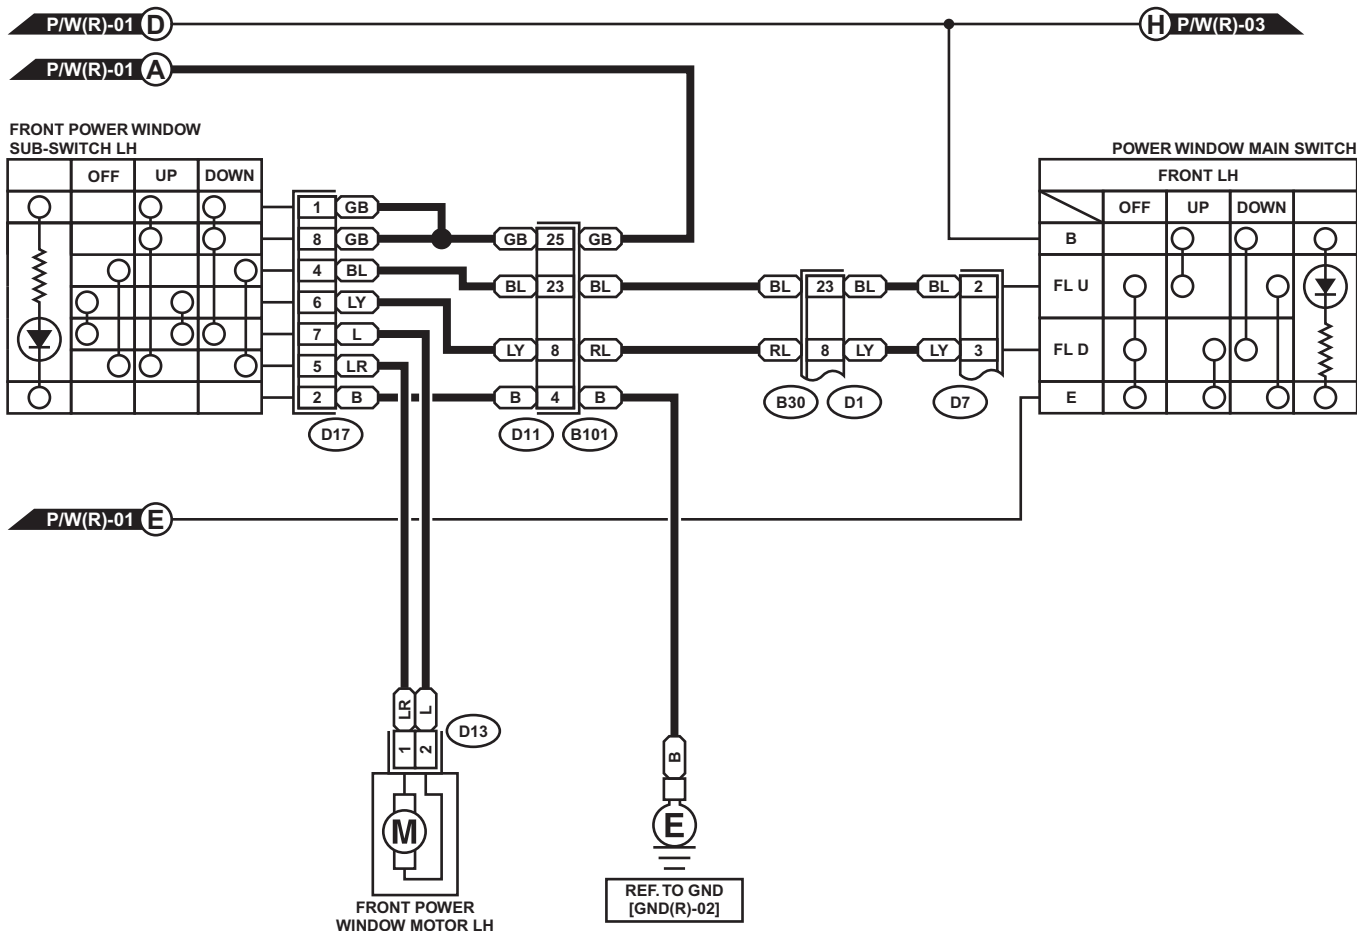 P/W(R)-01 D
H P/W(R)-03
P/W(R)-01 A
FRONT POWER WINDOW
SUB-SWITCH LH
OFF UP DOWN
1 GB
8 GB
4 BL
6 LY
7 L
5 LR
2 B
D17
GB 25 GB
BL 23 BL
LY 8 RL
B 4 B
D11 B101
BL 23 BL
RL 8 LY
B30 D1
BL 2
LY 3
D7
POWER WINDOW MAIN SWITCH
FRONT LH
OFF UP DOWN
B
FL U
FL D
E
P/W(R)-01 E
LR L
1 2
D13
M
FRONT POWER
WINDOW MOTOR LH
B
E
REF. TO GND
[GND(R)-02]